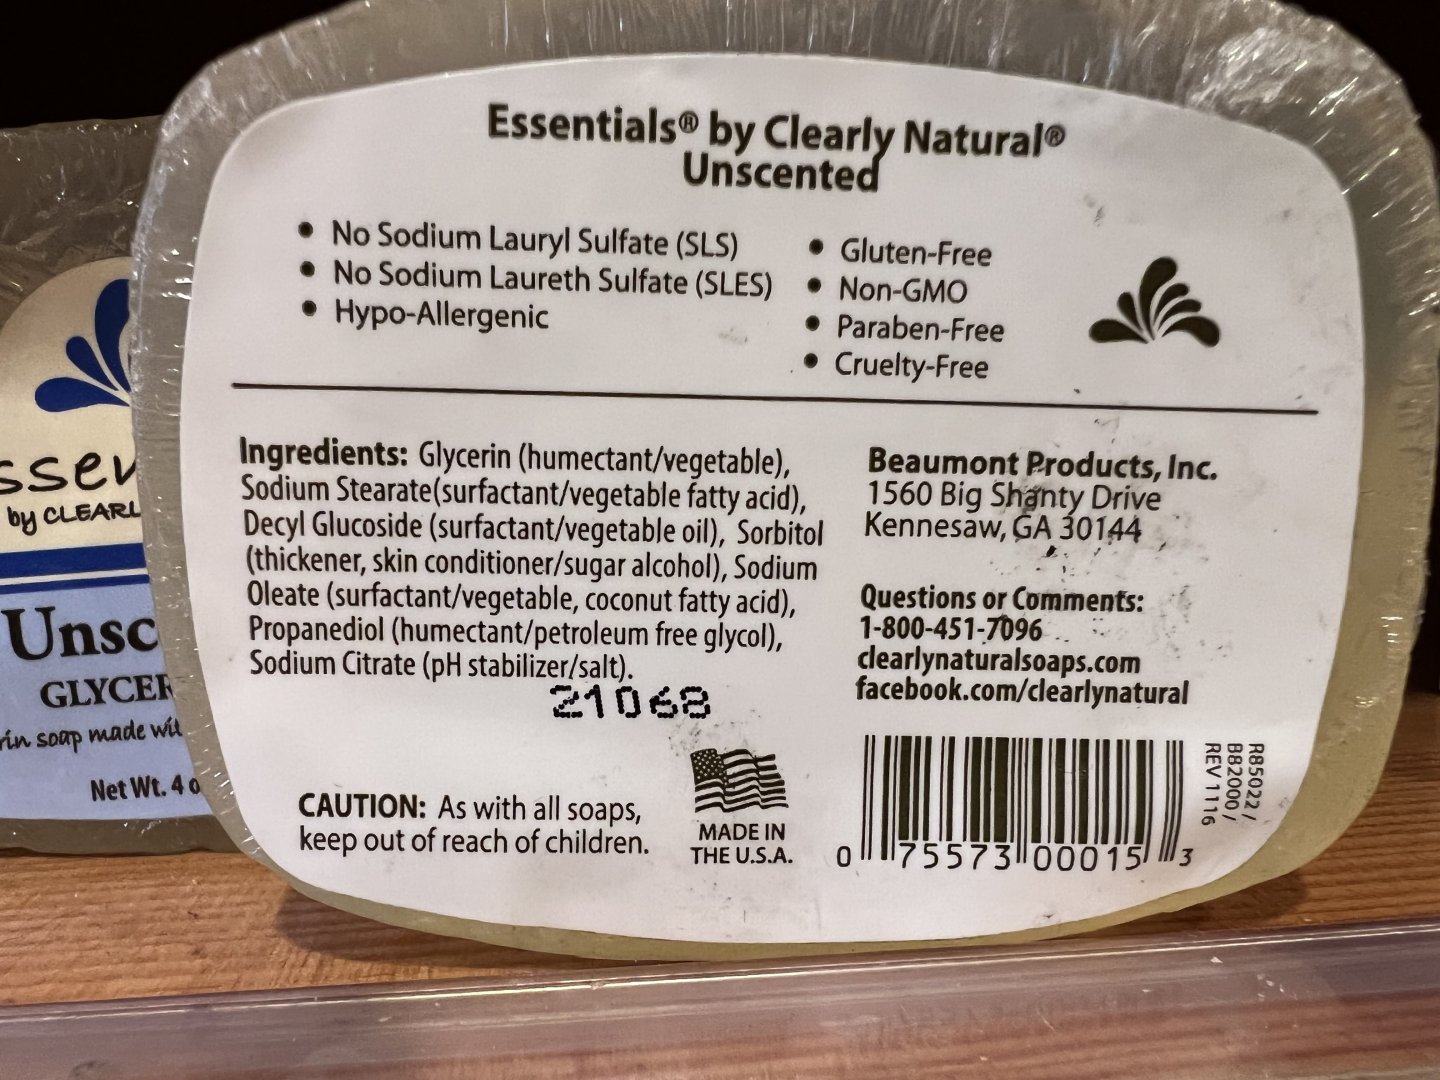 Essentials® by Clearly Natural®
Unscented
• No Sodium Lauryl Sulfate (SLS)
• No Sodium Laureth Sulfate (SLES)
• Hypo-Allergenic
• Gluten-Free
• Non-GMO
• Paraben-Free
• Cruelty-Free
Ingredients: Glycerin (humectant/vegetable),
Sodium Stearate(surfactant/vegetable fatty acid),
Decyl Glucoside (surfactant/vegetable oil), Sorbitol
(thickener, skin conditioner/sugar alcohol), Sodium
Oleate (surfactant/vegetable, coconut fatty acid),
Propanediol (humectant/petroleum free glycol),
Sodium Citrate (pH stabilizer/salt).
21068
CAUTION: As with all soaps,
keep out of reach of children.
MADE IN
THE U.S.A.
Beaumont Products, Inc.
1560 Big Shanty Drive
Kennesaw, GA 30144
Questions or Comments:
1-800-451-7096
clearlynaturalsoaps.com
facebook.com/clearlynatural
0 75573 00015 3
R85022 /
B82000 /
REV 1116
ssen
by CLEARL
Unsc
GLYCER
rin soap made wit
Net Wt. 4 o